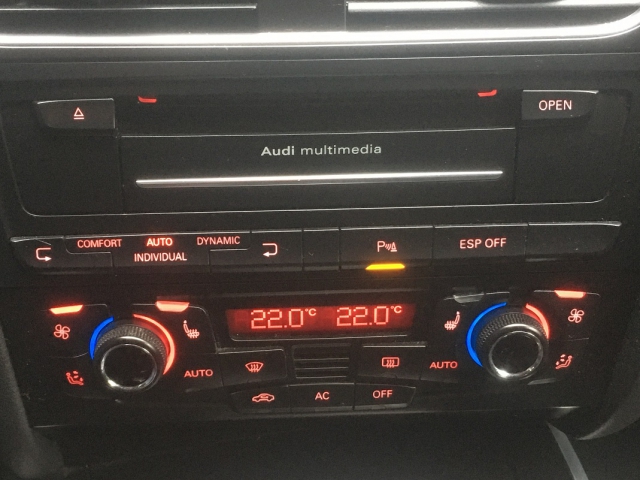 OPEN
Audi multimedia
COMFORT AUTO DYNAMIC
INDIVIDUAL
P
ESP OFF
22.0°C 22.0°C
AUTO
AUTO
AC
OFF